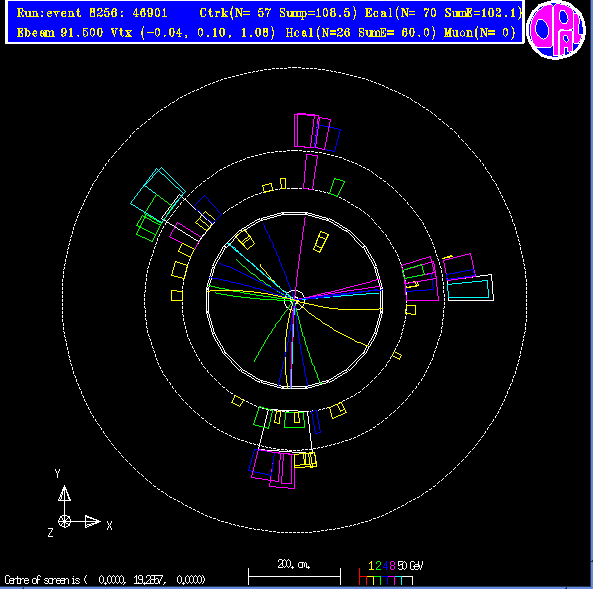 Run:event 8256: 46901 Ctrk(N= 57 Sump=108.5) Ecal(N= 70 SumE=102.1)
Ebeam 91.500 Vtx (-0.04, 0.10, 1.08) Hcal(N=26 SumE= 60.0) Muon(N= 0)
OPAL
Y
X
Z
200. cm.
1 2 4 8 50 GeV
Centre of screen is ( 0.0000, 19.2857, 0.0000)